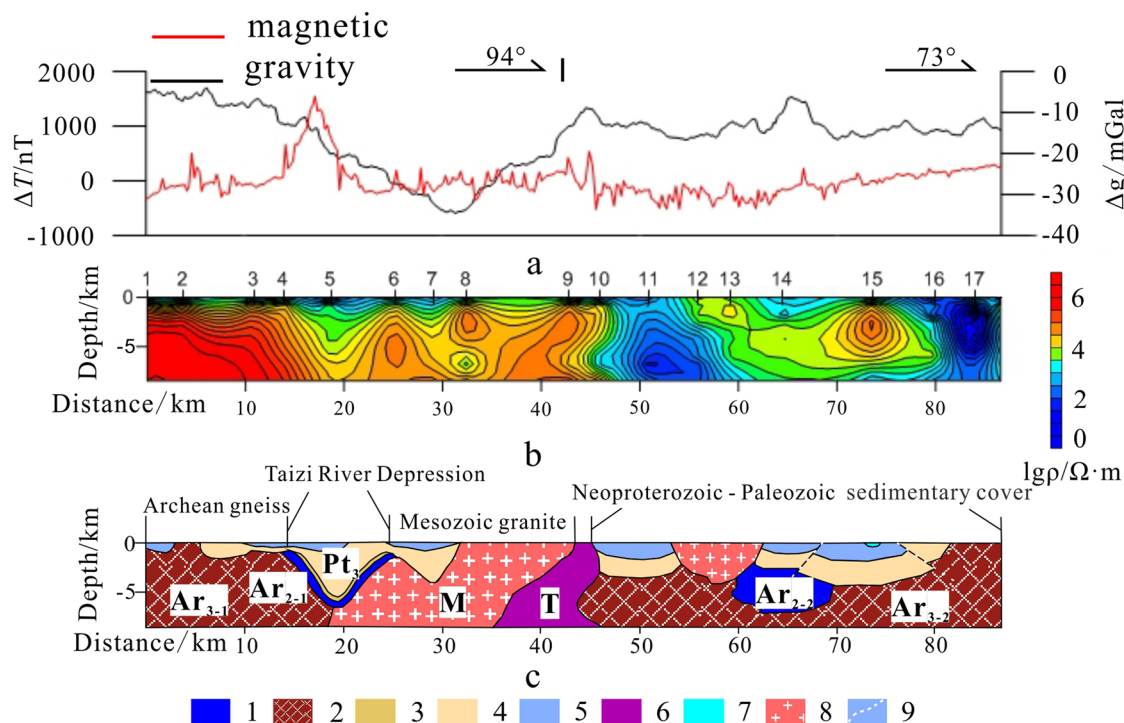 magnetic
gravity
94°
73°
2000
1000
0
-1000
ΔT/nT
0
-10
-20
-30
-40
Δg/mGal
a
1 2 3 4 5 6 7 8 9 10 11 12 13 14 15 16 17
0
-5
Depth/km
Distance/km 10 20 30 40 50 60 70 80
6
4
2
0
lgρ/Ω·m
b
Taizi River Depression
Archean gneiss
Mesozoic granite
Neoproterozoic - Paleozoic sedimentary cover
0
-5
Depth/km
Pt3
Ar3-1
Ar2-1
M
T
Ar2-2
Ar3-2
Distance/km 10 20 30 40 50 60 70 80
c
1 2 3 4 5 6 7 8 9